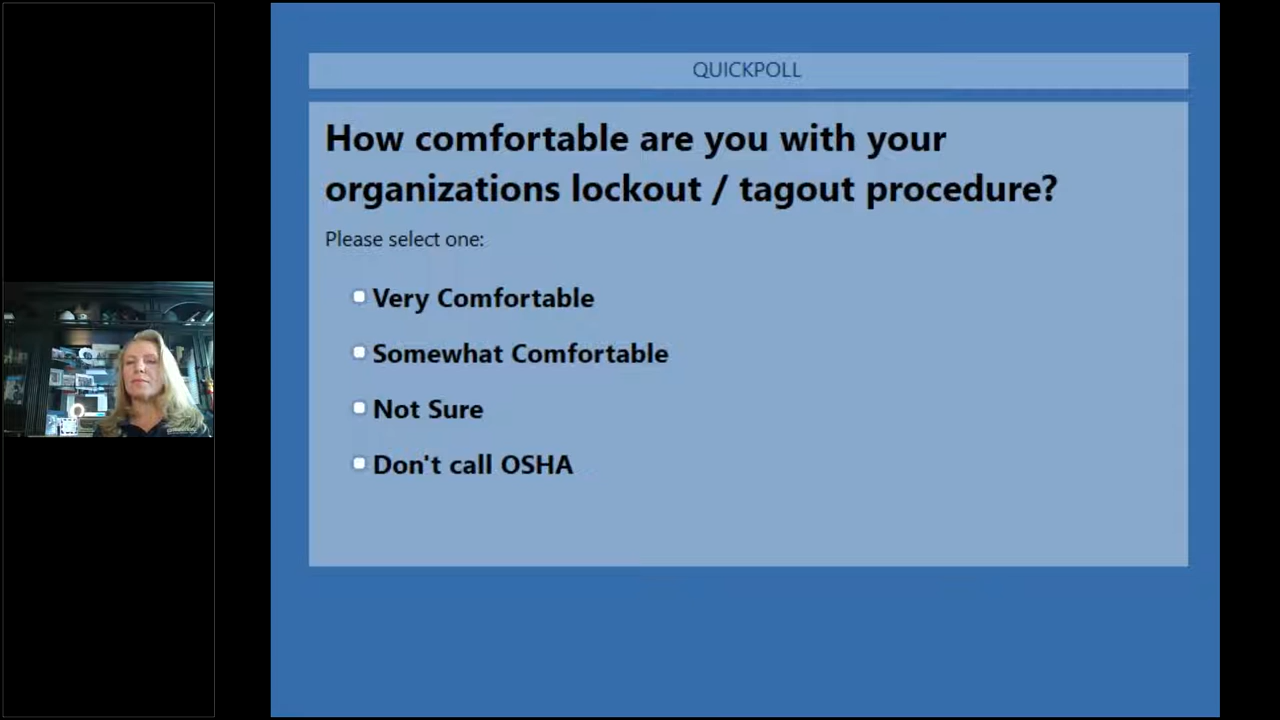 QUICKPOLL
How comfortable are you with your
organizations lockout / tagout procedure?
Please select one:
Very Comfortable
Somewhat Comfortable
Not Sure
Don't call OSHA